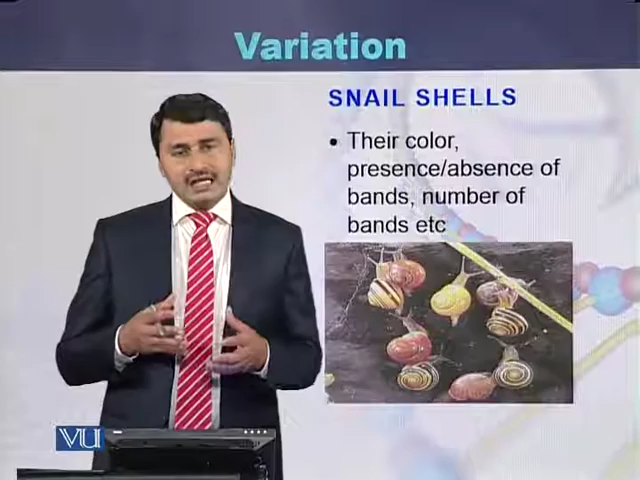 Variation
SNAIL SHELLS
• Their color,
presence/absence of
bands, number of
bands etc
VU